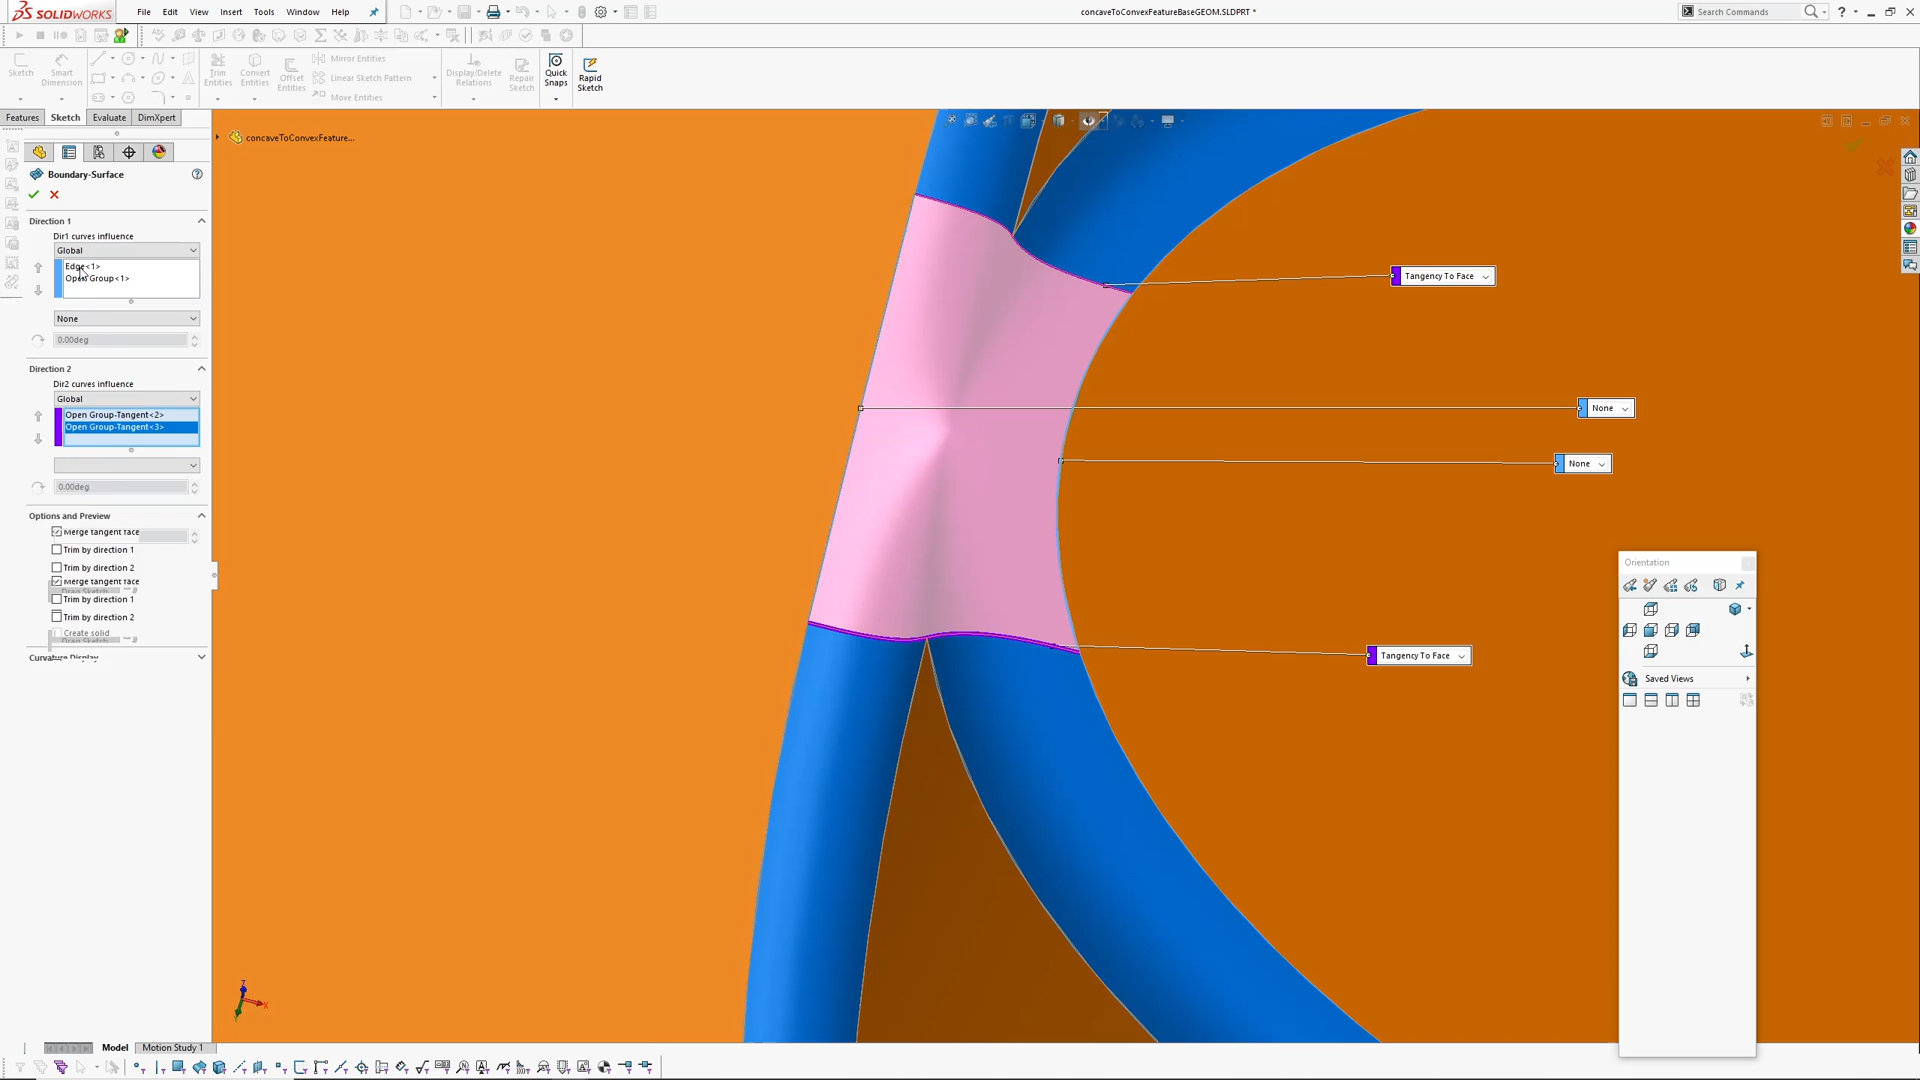 SOLIDWORKS
File Edit View Insert Tools Window Help
concaveToConvexFeatureBaseGEOM.SLDPRT *
Search Commands
Sketch
Smart Dimension
Trim Entities
Convert Entities
Offset Entities
Mirror Entities
Linear Sketch Pattern
Move Entities
Display/Delete Relations
Repair Sketch
Quick Snaps
Rapid Sketch
Features Sketch Evaluate DimXpert
concaveToConvexFeature...
Boundary-Surface
Direction 1
Dir1 curves influence
Global
Edge<1>
Open Group<1>
None
0.00deg
Direction 2
Dir2 curves influence
Global
Open Group-Tangent<2>
Open Group-Tangent<3>
0.00deg
Options and Preview
Merge tangent face
Trim by direction 1
Trim by direction 2
Merge tangent face
Drag Sketch
Trim by direction 1
Trim by direction 2
Create solid
Drag Sketch
Curvature Display
Tangency To Face
None
None
Tangency To Face
Orientation
Saved Views
Z
X
Model Motion Study 1